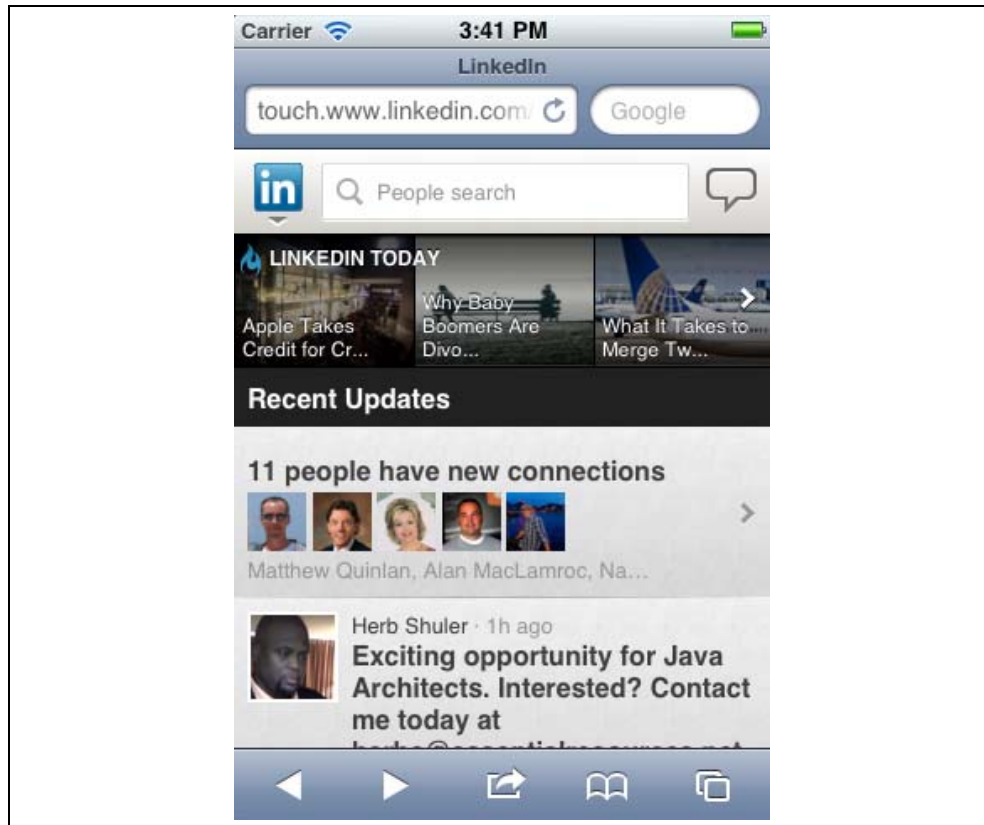 Carrier 3:41 PM
LinkedIn
touch.www.linkedin.com/ Google
in People search
LINKEDIN TODAY
Apple Takes
Credit for Cr...
Why Baby
Boomers Are
Divo...
What It Takes to
Merge Tw...
Recent Updates
11 people have new connections
Matthew Quinlan, Alan MacLamroc, Na...
Herb Shuler · 1h ago
Exciting opportunity for Java
Architects. Interested? Contact
me today at